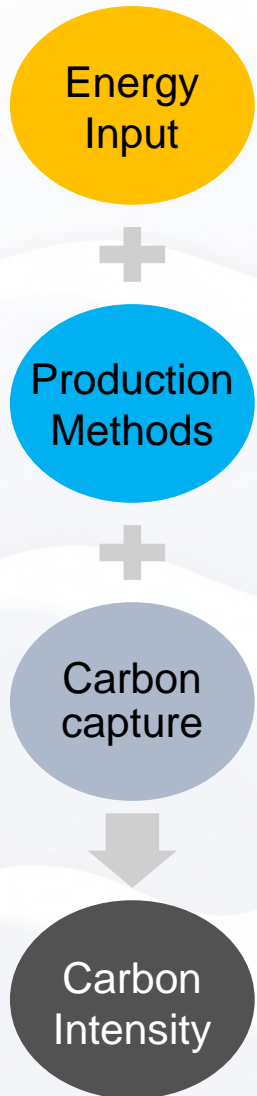 Energy
Input
Production
Methods
Carbon
capture
Carbon
Intensity